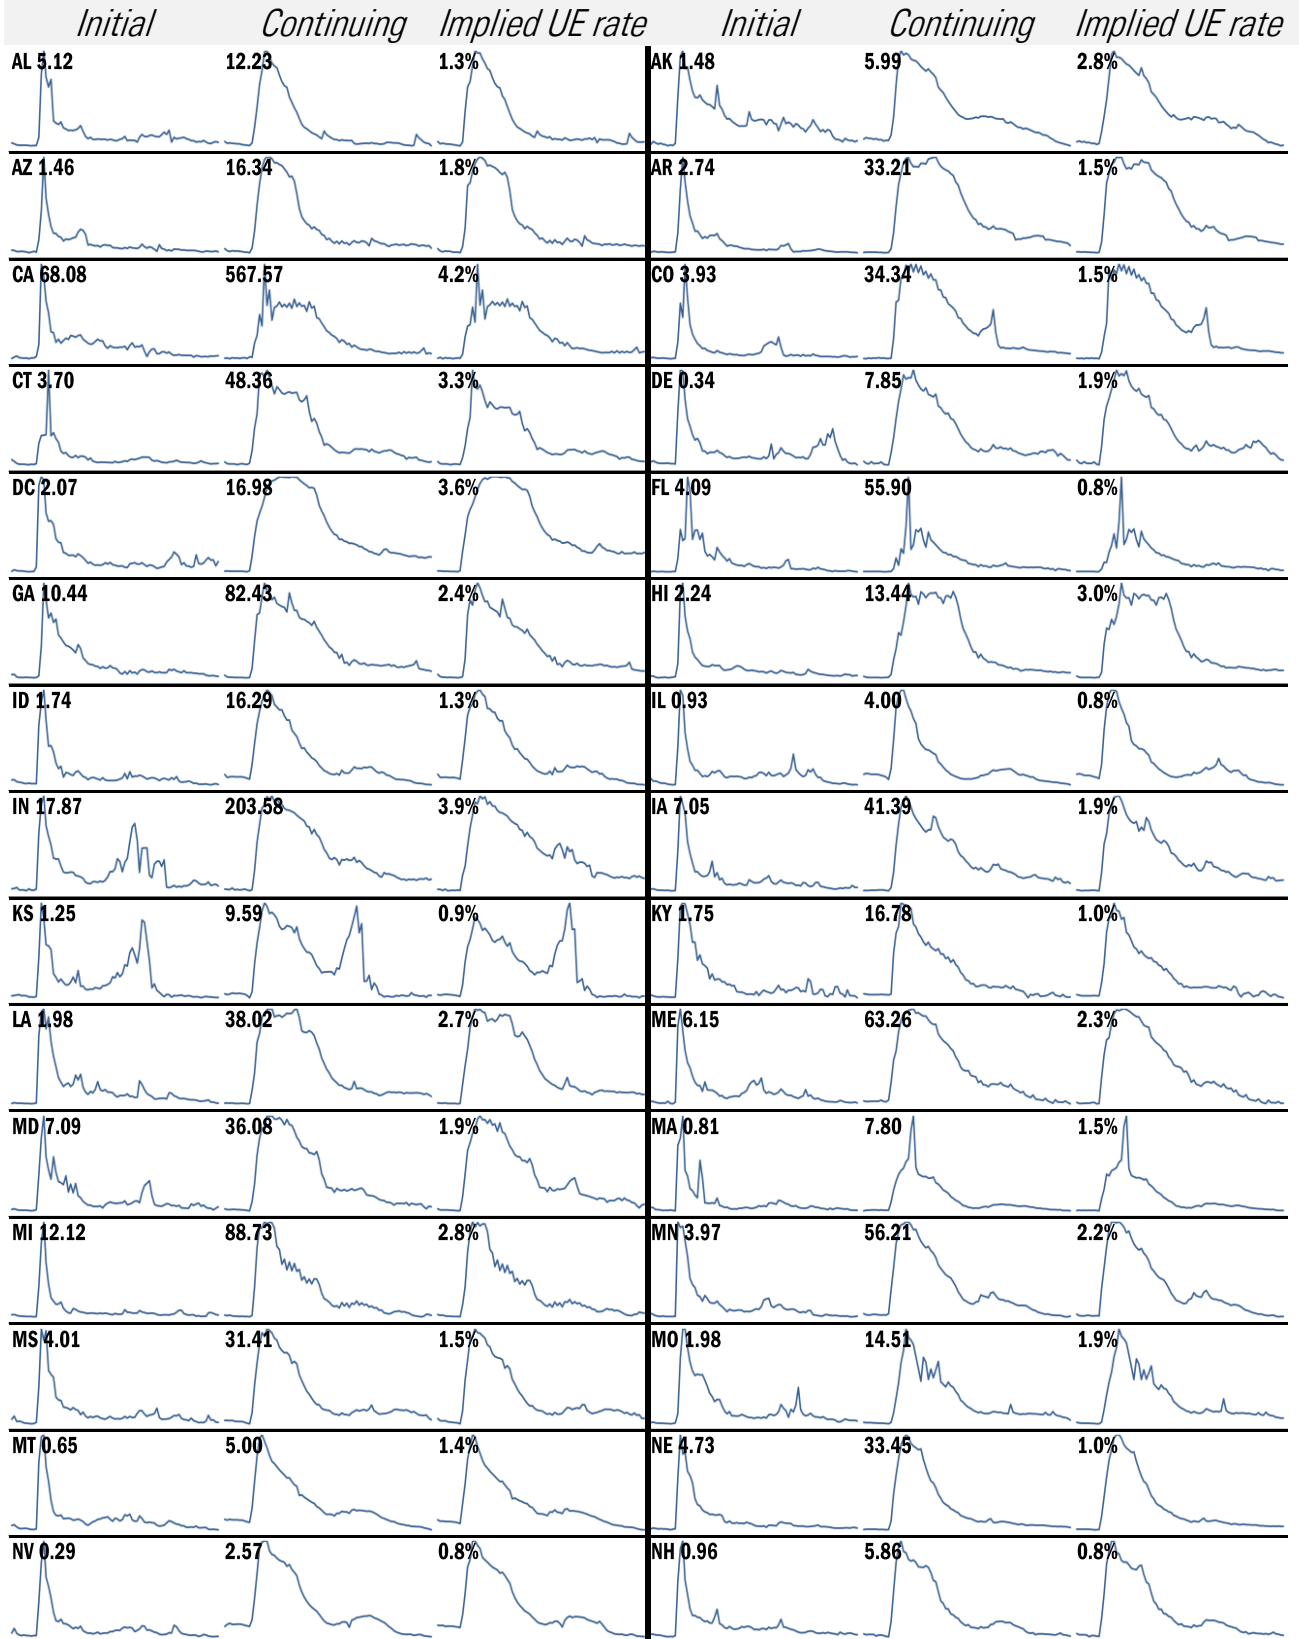 Initial Continuing Implied UE rate Initial Continuing Implied UE rate
AL 5.12 12.23 1.3% AK 1.48 5.99 2.8%
AZ 1.46 16.34 1.8% AR 2.74 33.21 1.5%
CA 68.08 567.57 4.2% CO 3.93 34.34 1.5%
CT 3.70 48.36 3.3% DE 0.34 7.85 1.9%
DC 2.07 16.98 3.6% FL 4.09 55.90 0.8%
GA 10.44 82.43 2.4% HI 2.24 13.44 3.0%
ID 1.74 16.29 1.3% IL 0.93 4.00 0.8%
IN 17.87 203.58 3.9% IA 7.05 41.39 1.9%
KS 1.25 9.59 0.9% KY 1.75 16.78 1.0%
LA 1.98 38.02 2.7% ME 6.15 63.26 2.3%
MD 7.09 36.08 1.9% MA 0.81 7.80 1.5%
MI 12.12 88.73 2.8% MN 3.97 56.21 2.2%
MS 4.01 31.41 1.5% MO 1.98 14.51 1.9%
MT 0.65 5.00 1.4% NE 4.73 33.45 1.0%
NV 0.29 2.57 0.8% NH 0.96 5.86 0.8%